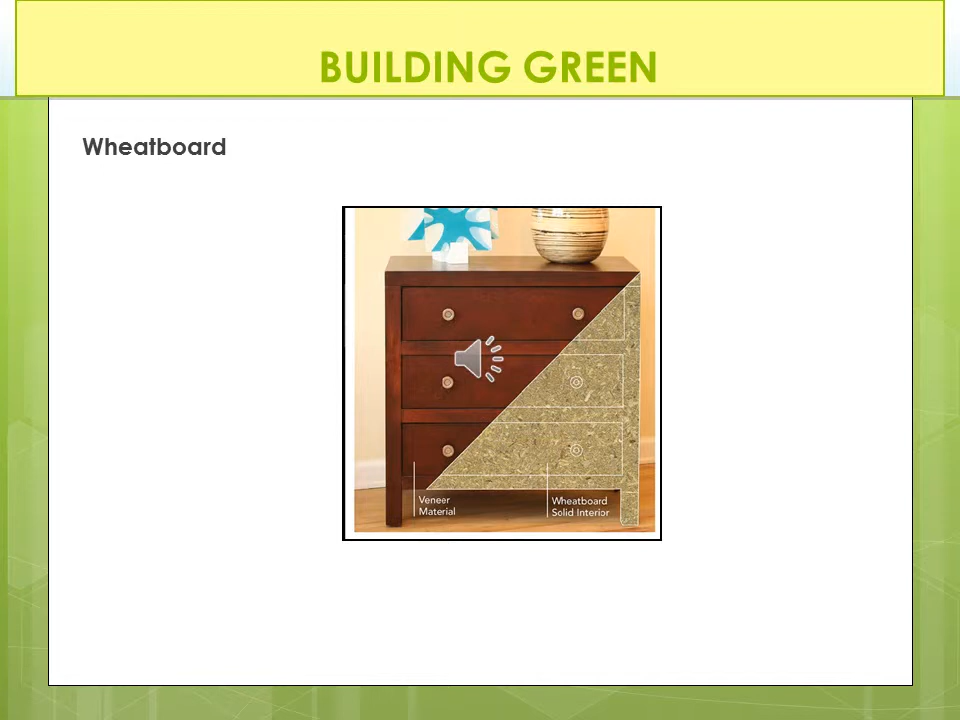 BUILDING GREEN
Wheatboard
Veneer
Material
Wheatboard
Solid Interior